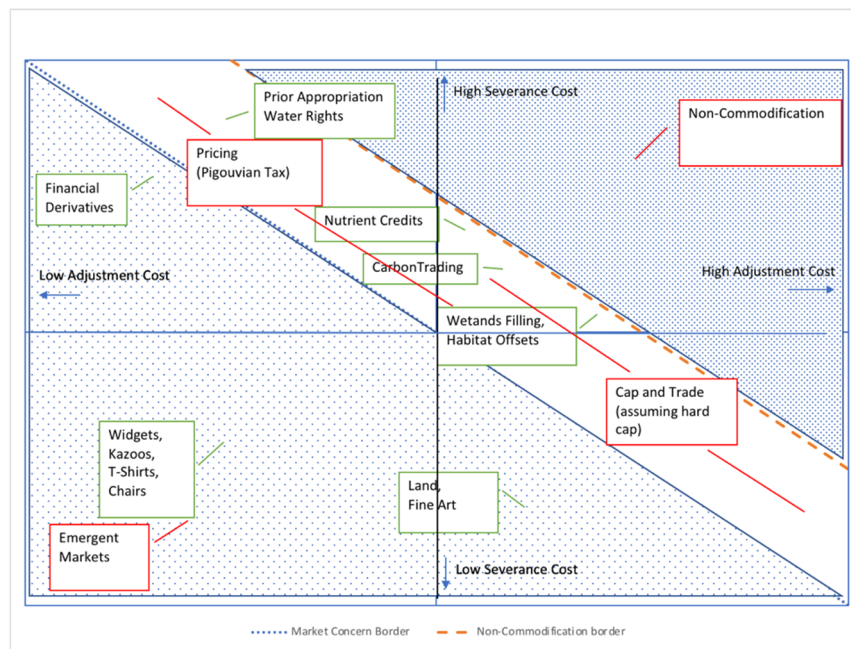 High Severance Cost
Prior Appropriation
Water Rights
Non-Commodification
Pricing
(Pigouvian Tax)
Financial
Derivatives
Nutrient Credits
CarbonTrading
Low Adjustment Cost
High Adjustment Cost
Wetands Filling,
Habitat Offsets
Cap and Trade
(assuming hard
cap)
Widgets,
Kazoos,
T-Shirts,
Chairs
Land,
Fine Art
Emergent
Markets
Low Severance Cost
Market Concern Border
Non-Commodification border